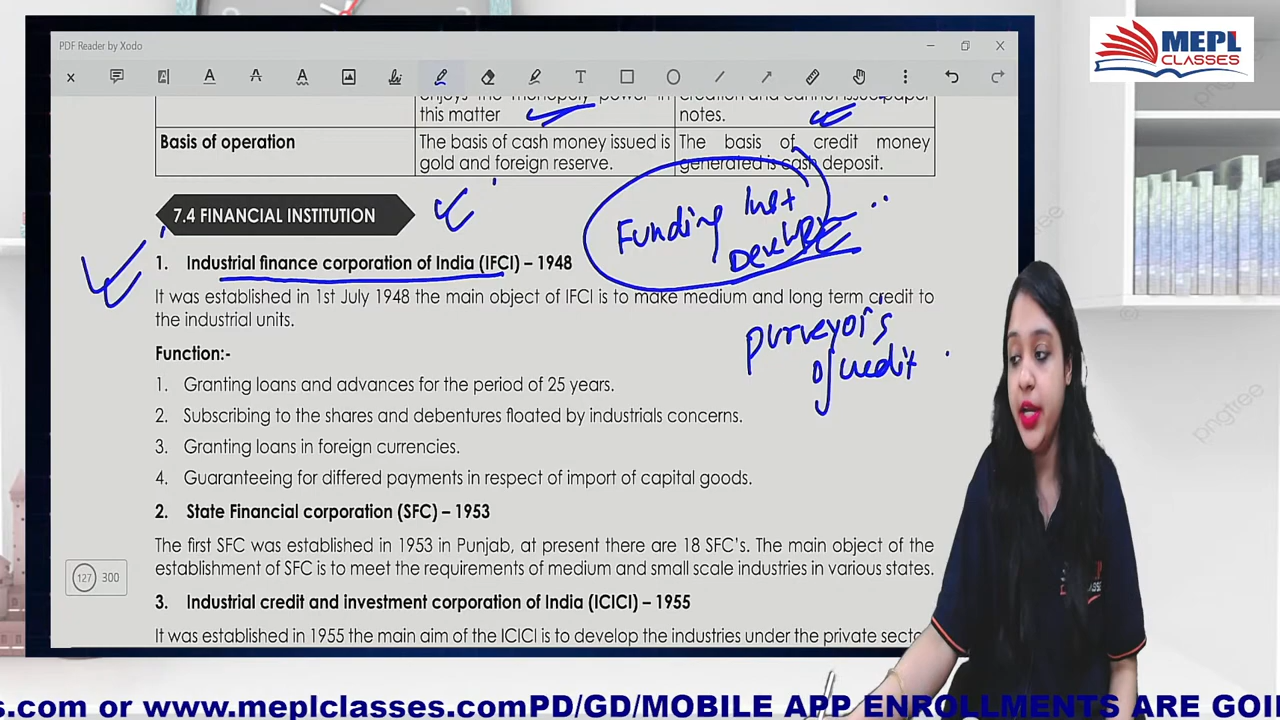 MEPL
CLASSES
PDF Reader by Xodo
enjoys the monopoly power in
this matter
creation and cannot issue paper
notes.
Basis of operation
The basis of cash money issued is
gold and foreign reserve.
The basis of credit money
generated is cash deposit.
7.4 FINANCIAL INSTITUTION
Funding Inst
Develop
1. Industrial finance corporation of India (IFCI) – 1948
It was established in 1st July 1948 the main object of IFCI is to make medium and long term credit to
the industrial units.
purveyor's
of credit
Function:-
1. Granting loans and advances for the period of 25 years.
2. Subscribing to the shares and debentures floated by industrials concerns.
3. Granting loans in foreign currencies.
4. Guaranteeing for differed payments in respect of import of capital goods.
2. State Financial corporation (SFC) – 1953
The first SFC was established in 1953 in Punjab, at present there are 18 SFC's. The main object of the
establishment of SFC is to meet the requirements of medium and small scale industries in various states.
127 300
3. Industrial credit and investment corporation of India (ICICI) – 1955
It was established in 1955 the main aim of the ICICI is to develop the industries under the private secto
s.com or www.meplclasses.comPD/GD/MOBILE APP ENROLLMENTS ARE GOI
pngtree
pngtree